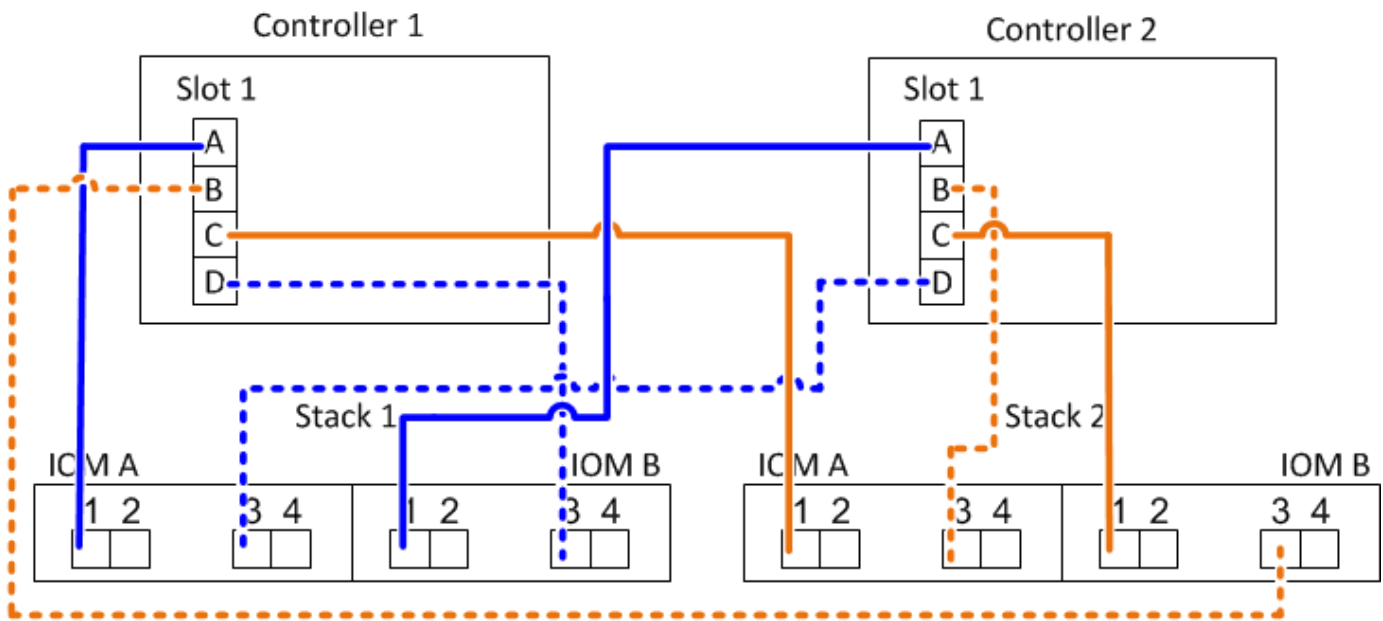 Controller 1
Controller 2
Slot 1
A
B
C
D
Slot 1
A
B
C
D
Stack 1
Stack 2
IOM A
IOM B
IOM A
IOM B
1 2 3 4 1 2 3 4
1 2 3 4 1 2 3 4